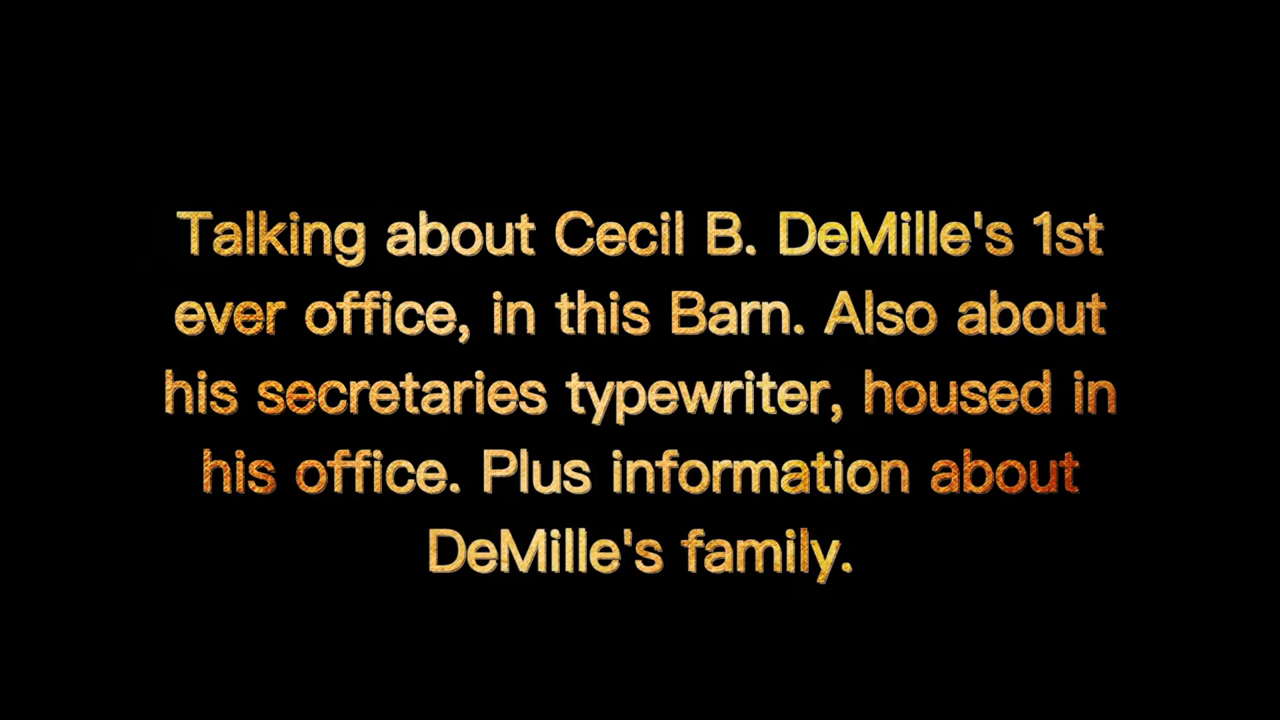 Talking about Cecil B. DeMille's 1st
ever office, in this Barn. Also about
his secretaries typewriter, housed in
his office. Plus information about
DeMille's family.